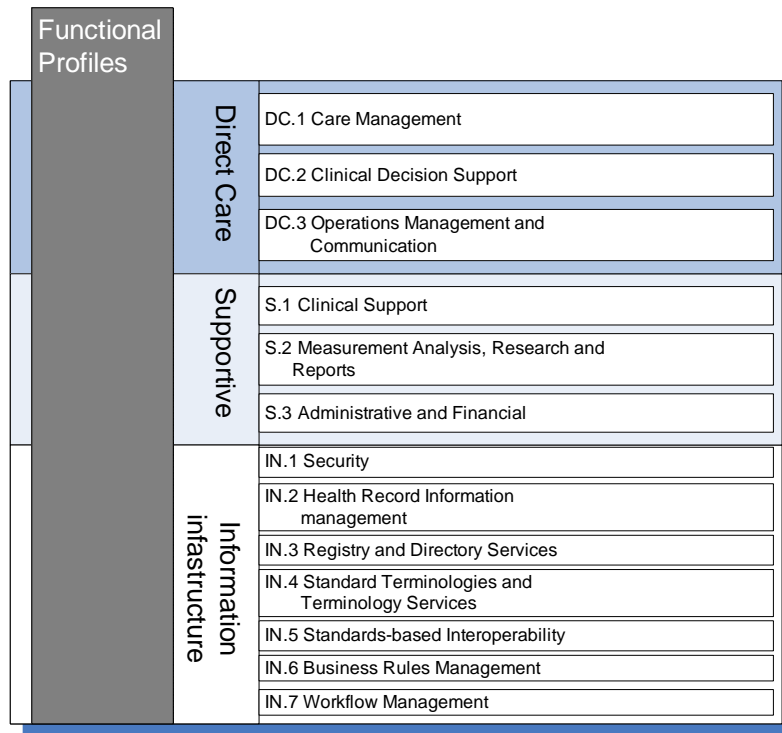 Functional
Profiles
Direct Care
DC.1 Care Management
DC.2 Clinical Decision Support
DC.3 Operations Management and
Communication
Supportive
S.1 Clinical Support
S.2 Measurement Analysis, Research and
Reports
S.3 Administrative and Financial
Information
infastructure
IN.1 Security
IN.2 Health Record Information
management
IN.3 Registry and Directory Services
IN.4 Standard Terminologies and
Terminology Services
IN.5 Standards-based Interoperability
IN.6 Business Rules Management
IN.7 Workflow Management